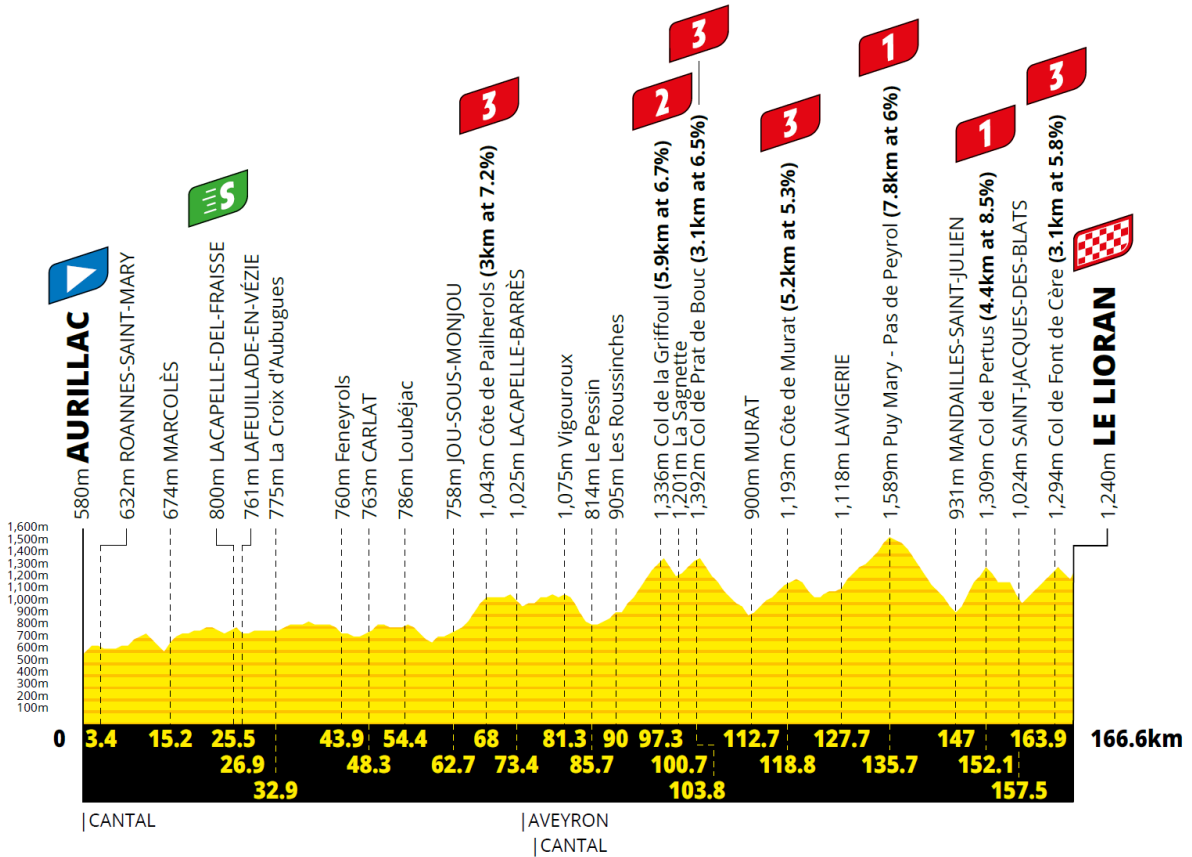 3
3
1
2
3
1
3
S
580m AURILLAC
632m ROANNES-SAINT-MARY
674m MARCOLÈS
800m LACAPELLE-DEL-FRAISSE
761m LAFEUILLADE-EN-VÉZIE
775m La Croix d'Aubugues
760m Feneyrols
763m CARLAT
786m Loubéjac
758m JOU-SOUS-MONJOU
1,043m Côte de Pailherols (3km at 7.2%)
1,025m LACAPELLE-BARRÈS
1,075m Vigouroux
814m Le Pessin
905m Les Roussinches
1,336m Col de la Griffoul (5.9km at 6.7%)
1,201m La Sagnette
1,392m Col de Prat de Bouc (3.1km at 6.5%)
900m MURAT
1,193m Côte de Murat (5.2km at 5.3%)
1,118m LAVIGERIE
1,589m Puy Mary - Pas de Peyrol (7.8km at 6%)
931m MANDAILLES-SAINT-JULIEN
1,309m Col de Pertus (4.4km at 8.5%)
1,024m SAINT-JACQUES-DES-BLATS
1,294m Col de Font de Cère (3.1km at 5.8%)
1,240m LE LIORAN
1,600m
1,500m
1,400m
1,300m
1,200m
1,100m
1,000m
900m
800m
700m
600m
500m
400m
300m
200m
100m
0 3.4 15.2 25.5 43.9 54.4 68 81.3 90 97.3 112.7 127.7 147 163.9 166.6km
26.9 48.3 62.7 73.4 85.7 100.7 118.8 135.7 152.1
32.9 103.8 157.5
|CANTAL |AVEYRON
|CANTAL